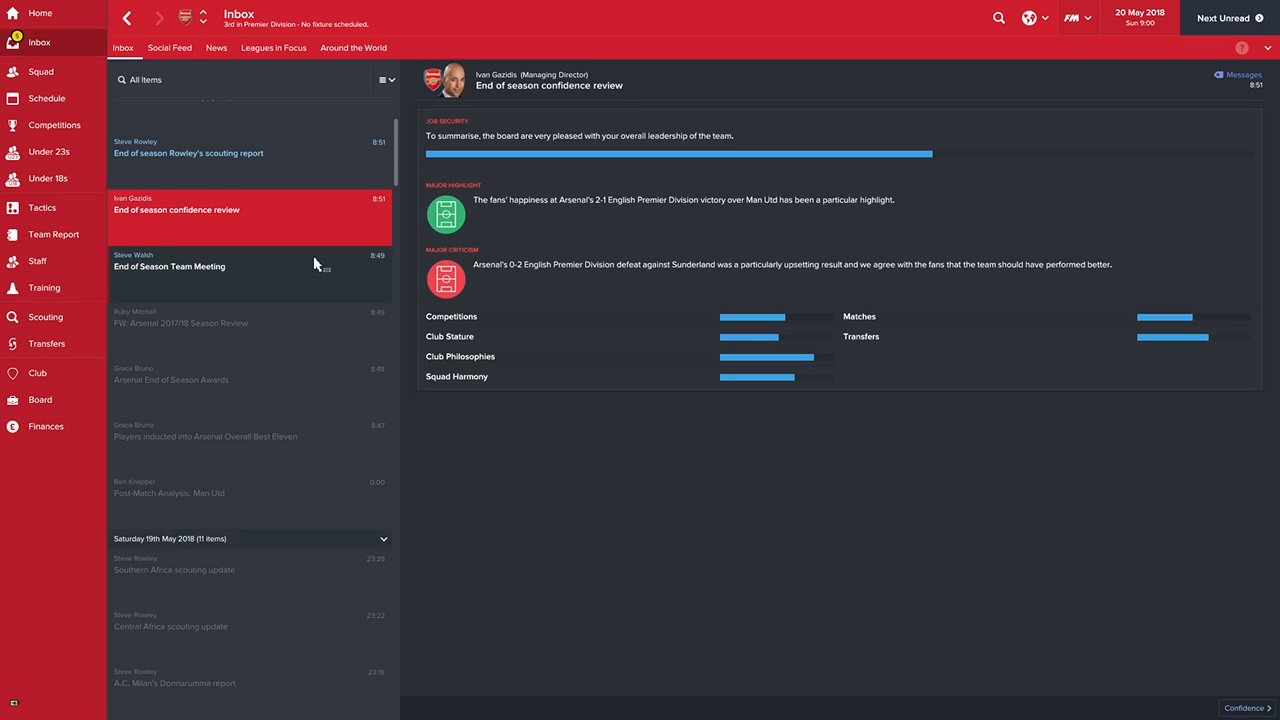 Home
Inbox
5
Squad
Schedule
Competitions
Under 23s
Under 18s
Tactics
Team Report
Staff
Training
Scouting
Transfers
Club
Board
Finances
Inbox
3rd in Premier Division - No fixture scheduled.
FM
20 May 2018
Sun 9:00
Next Unread
Inbox
Social Feed
News
Leagues in Focus
Around the World
?
All Items
Steve Rowley
8:51
End of season Rowley's scouting report
Ivan Gazidis
8:51
End of season confidence review
Steve Walsh
8:49
End of Season Team Meeting
Ruby Mitchell
8:49
FW: Arsenal 2017/18 Season Review
Grace Bruno
8:48
Arsenal End of Season Awards
Grace Bruno
8:47
Players inducted into Arsenal Overall Best Eleven
Ben Knapper
0:00
Post-Match Analysis: Man Utd
Saturday 19th May 2018 (11 items)
Steve Rowley
23:25
Southern Africa scouting update
Steve Rowley
23:22
Central Africa scouting update
Steve Rowley
23:19
A.C. Milan's Donnarumma report
Ivan Gazidis (Managing Director)
End of season confidence review
Messages
8:51
JOB SECURITY
To summarise, the board are very pleased with your overall leadership of the team.
MAJOR HIGHLIGHT
The fans' happiness at Arsenal's 2-1 English Premier Division victory over Man Utd has been a particular highlight.
MAJOR CRITICISM
Arsenal's 0-2 English Premier Division defeat against Sunderland was a particularly upsetting result and we agree with the fans that the team should have performed better.
Competitions
Matches
Club Stature
Transfers
Club Philosophies
Squad Harmony
Confidence